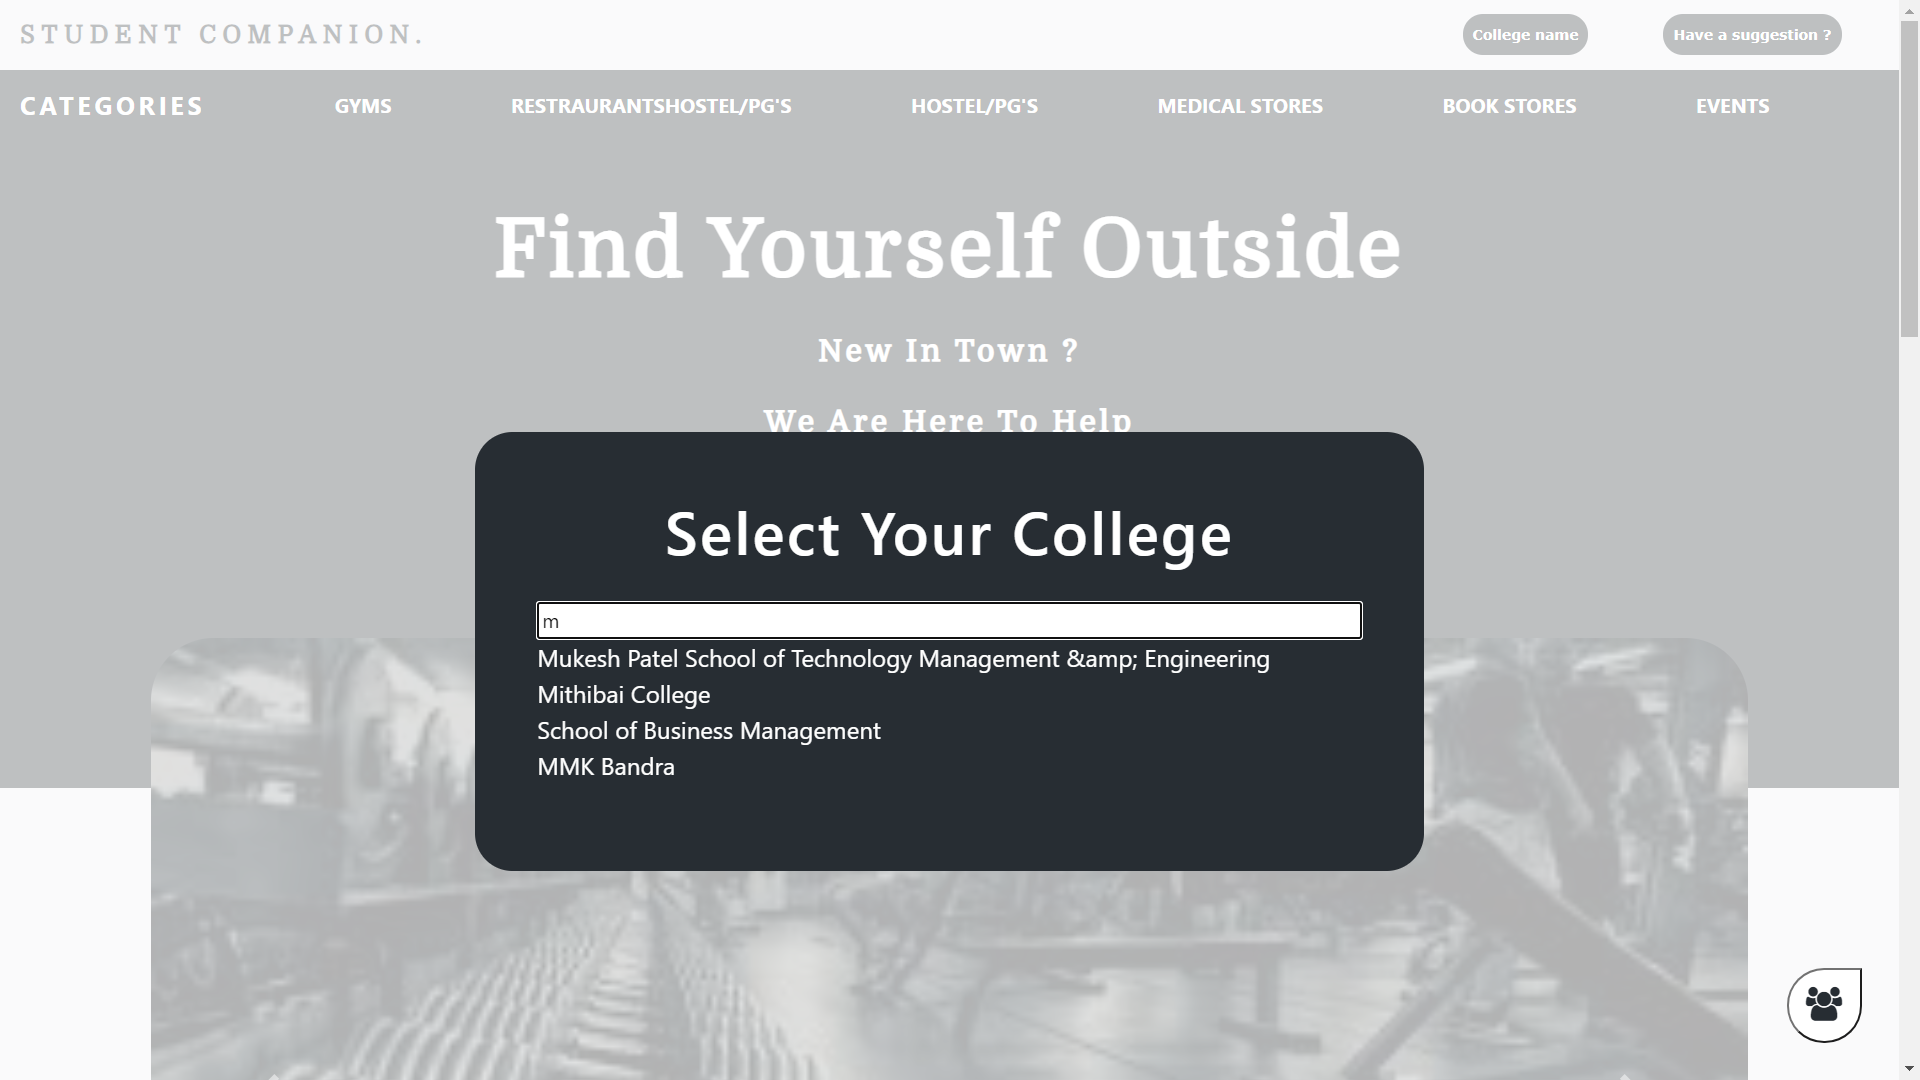 STUDENT COMPANION.
College name
Have a suggestion ?
CATEGORIES
GYMS
RESTRAURANTSHOSTEL/PG'S
HOSTEL/PG'S
MEDICAL STORES
BOOK STORES
EVENTS
Find Yourself Outside
New In Town ?
We Are Here To Help
Select Your College
m
Mukesh Patel School of Technology Management &amp; Engineering
Mithibai College
School of Business Management
MMK Bandra